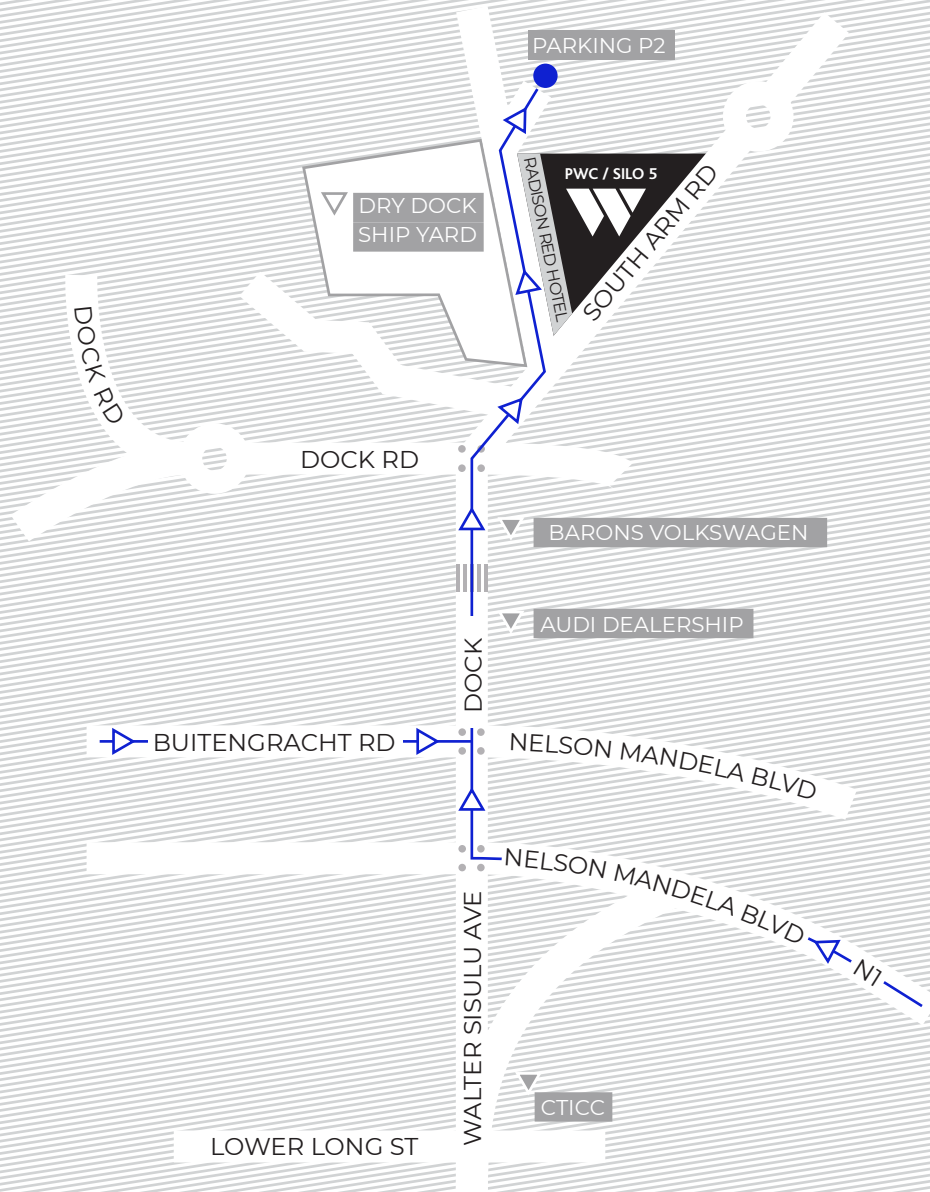 PARKING P2
PWC / SILO 5
RADISON RED HOTEL
SOUTH ARM RD
DRY DOCK
SHIP YARD
DOCK RD
DOCK RD
BARONS VOLKSWAGEN
AUDI DEALERSHIP
DOCK
BUITENGRACHT RD
NELSON MANDELA BLVD
NELSON MANDELA BLVD
N1
WALTER SISULU AVE
CTICC
LOWER LONG ST